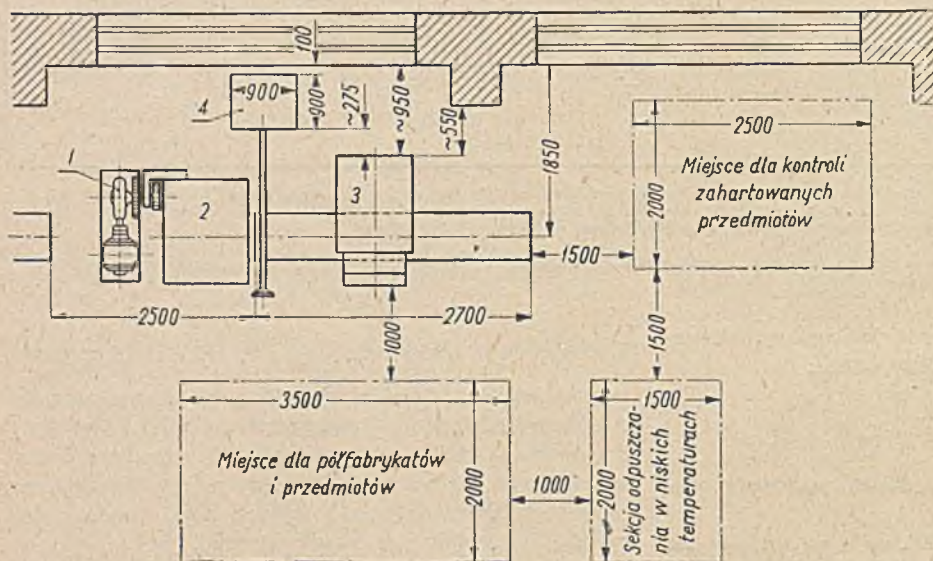 100
900
4
900
~275
~950
~550
1850
2500
2000
Miejsce dla kontroli
zahartowanych
przedmiotów
1
2
3
1500
2500
2700
1000
1500
3500
1500
Miejsce dla półfabrykatów
i przedmiotów
2000
1000
2000
Sekcja odpuszcza-
nia w niskich
temperaturach